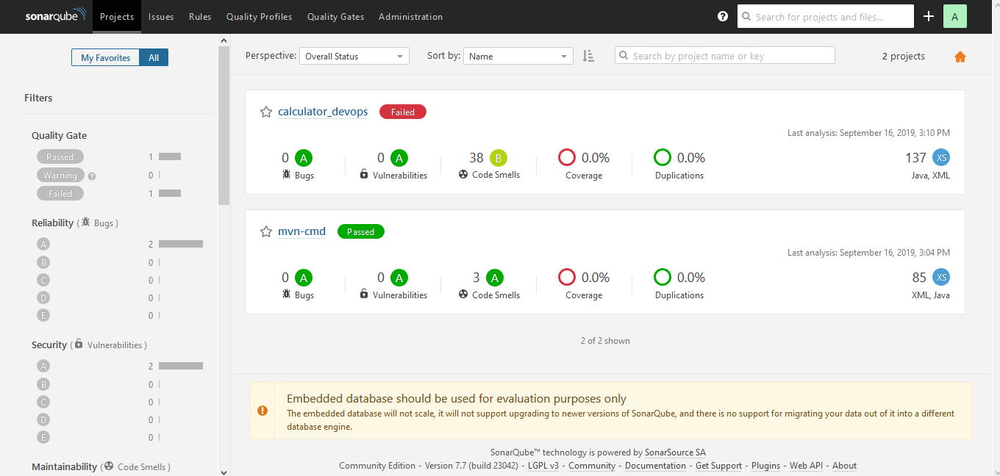 sonarqube Projects Issues Rules Quality Profiles Quality Gates Administration ? Search for projects and files... + A
My Favorites All
Perspective: Overall Status Sort by: Name Search by project name or key 2 projects
Filters
Quality Gate
Passed 1
Warning ? 0
Failed 1
Reliability ( Bugs )
A 2
B 0
C 0
D 0
E 0
Security ( Vulnerabilities )
A 2
B 0
C 0
D 0
E 0
Maintainability ( Code Smells )
calculator_devops Failed
Last analysis: September 16, 2019, 3:10 PM
0 A 0 A 38 B 0.0% 0.0% 137 XS
Bugs Vulnerabilities Code Smells Coverage Duplications Java, XML
mvn-cmd Passed
Last analysis: September 16, 2019, 3:04 PM
0 A 0 A 3 A 0.0% 0.0% 85 XS
Bugs Vulnerabilities Code Smells Coverage Duplications XML, Java
2 of 2 shown
Embedded database should be used for evaluation purposes only
The embedded database will not scale, it will not support upgrading to newer versions of SonarQube, and there is no support for migrating your data out of it into a different
database engine.
SonarQube™ technology is powered by SonarSource SA
Community Edition - Version 7.7 (build 23042) - LGPL v3 - Community - Documentation - Get Support - Plugins - Web API - About